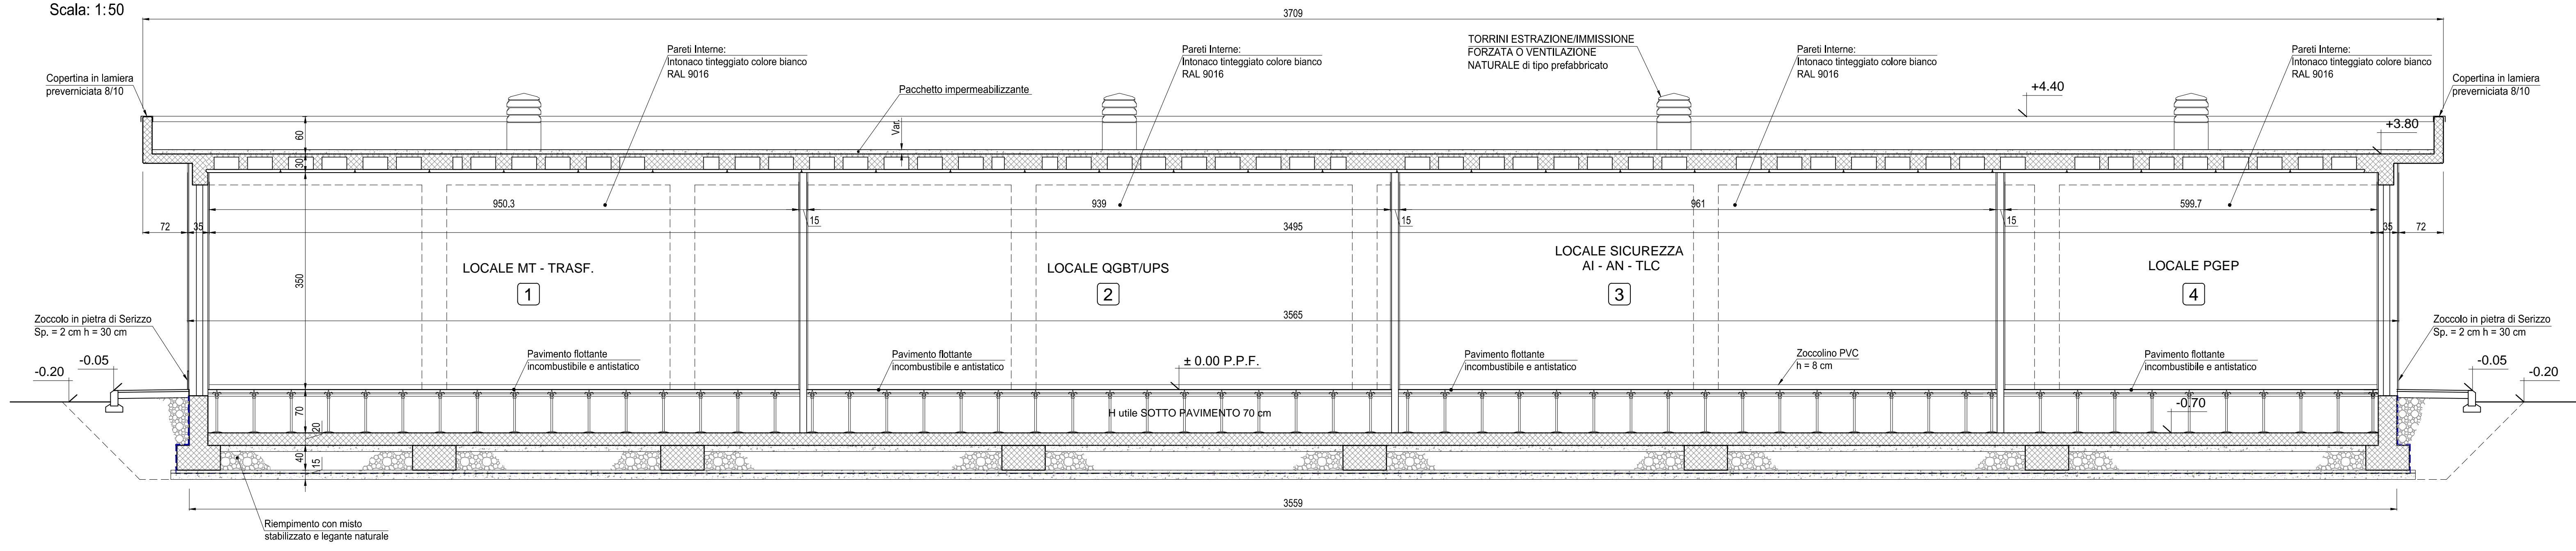 Scala: 1:50
3709
Pareti Interne:
Intonaco tinteggiato colore bianco
RAL 9016
Pareti Interne:
Intonaco tinteggiato colore bianco
RAL 9016
TORRINI ESTRAZIONE/IMMISSIONE
FORZATA O VENTILAZIONE
NATURALE di tipo prefabbricato
Pareti Interne:
Intonaco tinteggiato colore bianco
RAL 9016
Pareti Interne:
Intonaco tinteggiato colore bianco
RAL 9016
Copertina in lamiera
preverniciata 8/10
Pacchetto impermeabilizzante
+4.40
Copertina in lamiera
preverniciata 8/10
60
Var.
+3.80
30
950.3
15
939
15
961
15
599.7
72
35
3495
35
72
350
LOCALE MT - TRASF.
1
LOCALE QGBT/UPS
2
LOCALE SICUREZZA
AI - AN - TLC
3
LOCALE PGEP
4
3565
Zoccolo in pietra di Serizzo
Sp. = 2 cm h = 30 cm
Zoccolo in pietra di Serizzo
Sp. = 2 cm h = 30 cm
-0.20
-0.05
Pavimento flottante
incombustibile e antistatico
Pavimento flottante
incombustibile e antistatico
± 0.00 P.P.F.
Pavimento flottante
incombustibile e antistatico
Zoccolino PVC
h = 8 cm
Pavimento flottante
incombustibile e antistatico
-0.05
-0.20
70
H utile SOTTO PAVIMENTO 70 cm
-0.70
20
40
15
3559
Riempimento con misto
stabilizzato e legante naturale